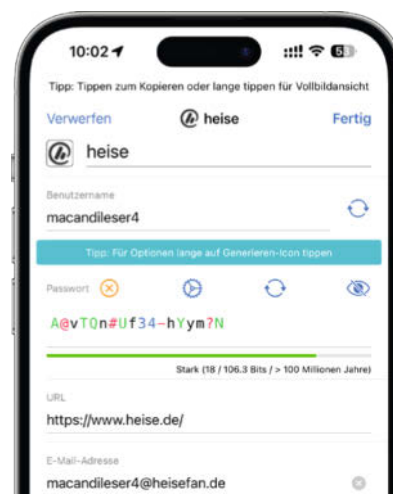 10:02
5
Tipp: Tippen zum Kopieren oder lange tippen für Vollbildansicht
Verwerfen heise Fertig
heise
Benutzername
macandileser4
Tipp: Für Optionen lange auf Generieren-Icon tippen
Passwort
A@vTQn#Uf34-hYym?N
Stark (18 / 106.3 Bits / > 100 Millionen Jahre)
URL
https://www.heise.de/
E-Mail-Adresse
macandileser4@heisefan.de